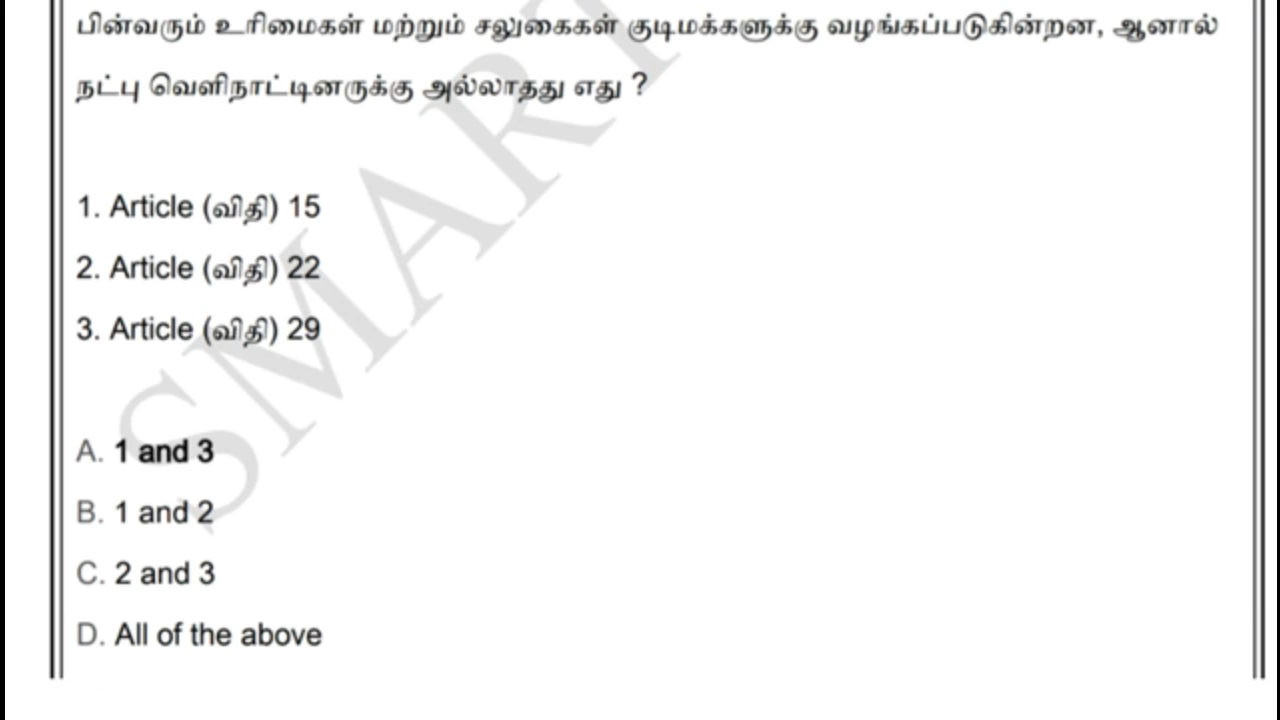 பின்வரும் உரிமைகள் மற்றும் சலுகைகள் குடிமக்களுக்கு வழங்கப்படுகின்றன, ஆனால்
நட்பு வெளிநாட்டினருக்கு அல்லாதது எது ?
1. Article (விதி) 15
2. Article (விதி) 22
3. Article (விதி) 29
A. 1 and 3
B. 1 and 2
C. 2 and 3
D. All of the above
SMART